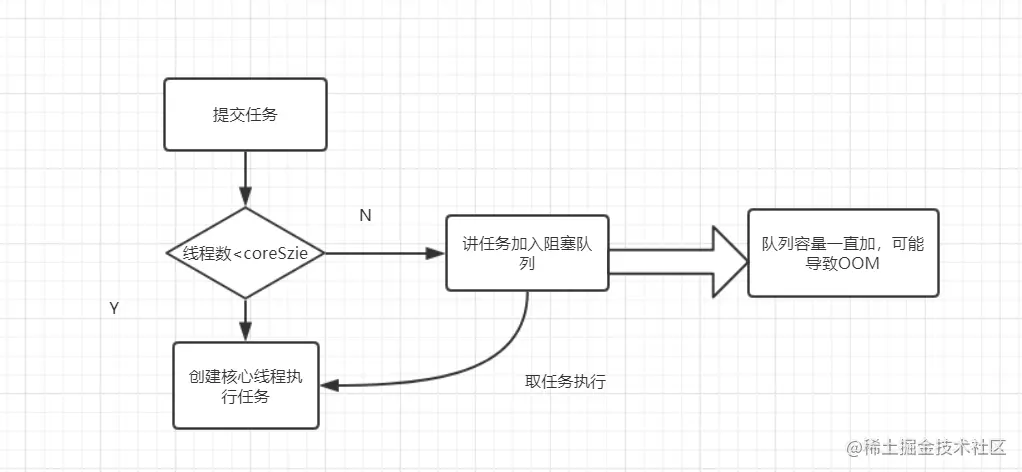 提交任务
N
线程数<coreSzie
讲任务加入阻塞队
列
队列容量一直加，可能
导致OOM
Y
创建核心线程执
行任务
取任务执行
@稀土掘金技术社区